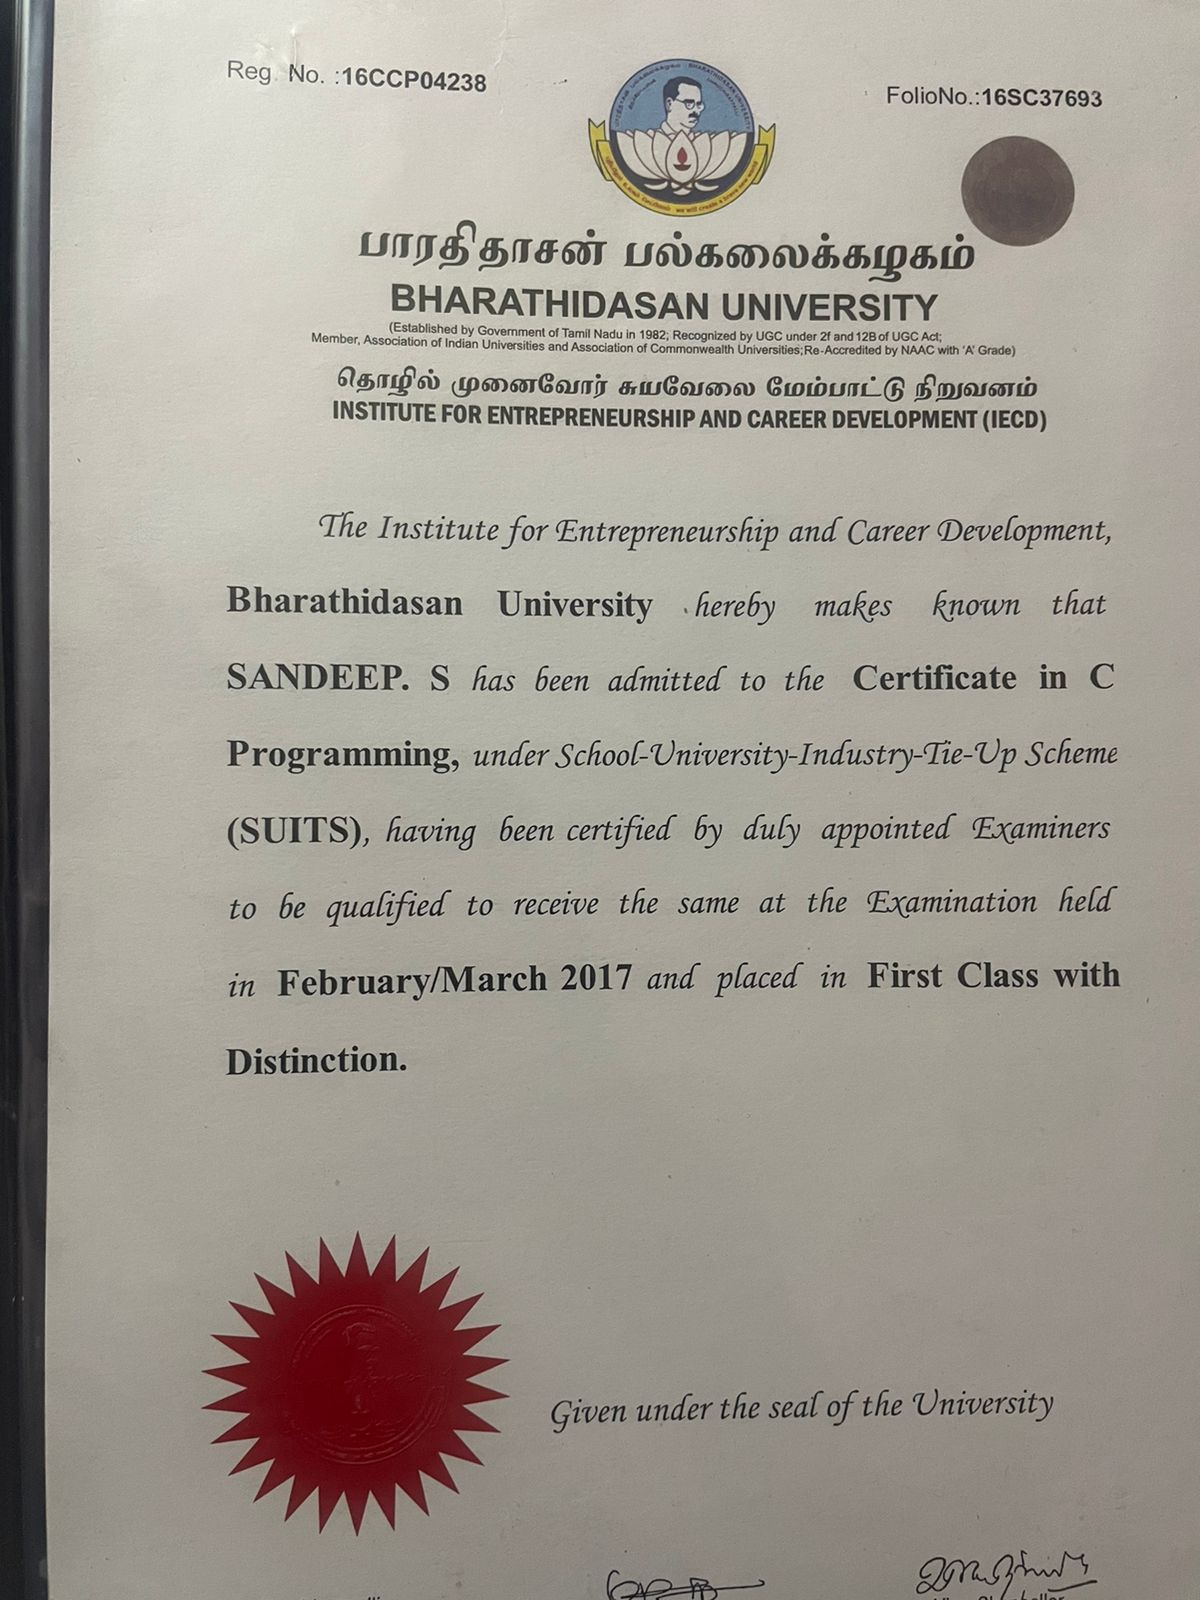 Reg. No. :16CCP04238
FolioNo.:16SC37693
பாரதிதாசன் பல்கலைக்கழகம்
BHARATHIDASAN UNIVERSITY
(Established by Government of Tamil Nadu in 1982; Recognized by UGC under 2f and 12B of UGC Act;
Member, Association of Indian Universities and Association of Commonwealth Universities;Re-Accredited by NAAC with ‘A’ Grade)
தொழில் முனைவோர் சுயவேலை மேம்பாட்டு நிறுவனம்
INSTITUTE FOR ENTREPRENEURSHIP AND CAREER DEVELOPMENT (IECD)
The Institute for Entrepreneurship and Career Development,
Bharathidasan University hereby makes known that
SANDEEP. S has been admitted to the Certificate in C
Programming, under School-University-Industry-Tie-Up Scheme
(SUITS), having been certified by duly appointed Examiners
to be qualified to receive the same at the Examination held
in February/March 2017 and placed in First Class with
Distinction.
Given under the seal of the University